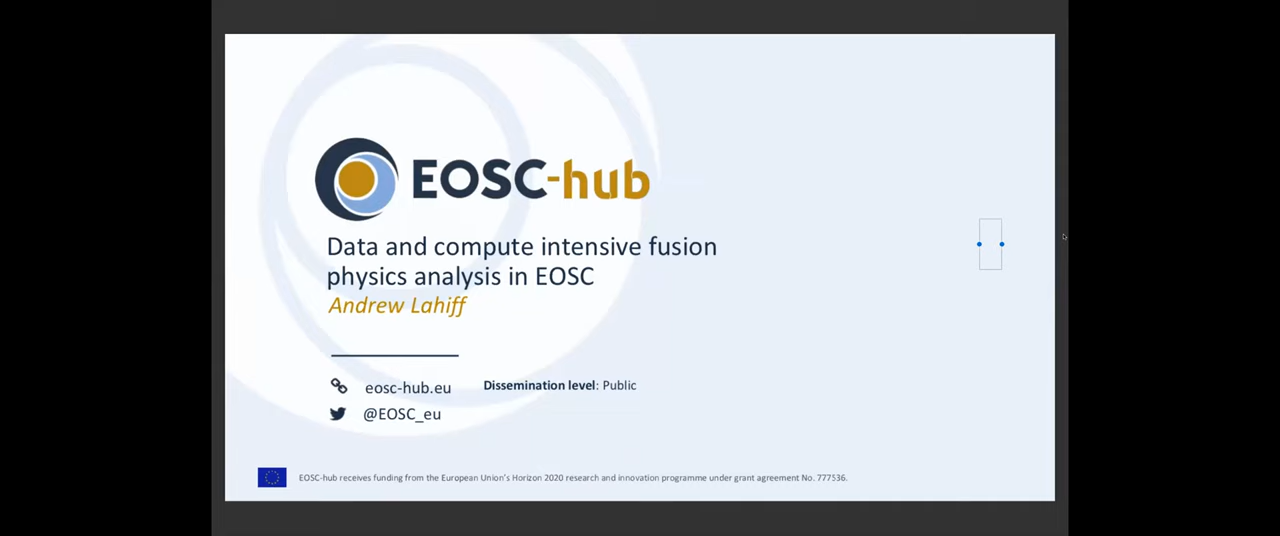 EOSC-hub
Data and compute intensive fusion
physics analysis in EOSC
Andrew Lahiff
eosc-hub.eu
Dissemination level: Public
@EOSC_eu
EOSC-hub receives funding from the European Union's Horizon 2020 research and innovation programme under grant agreement No. 777536.